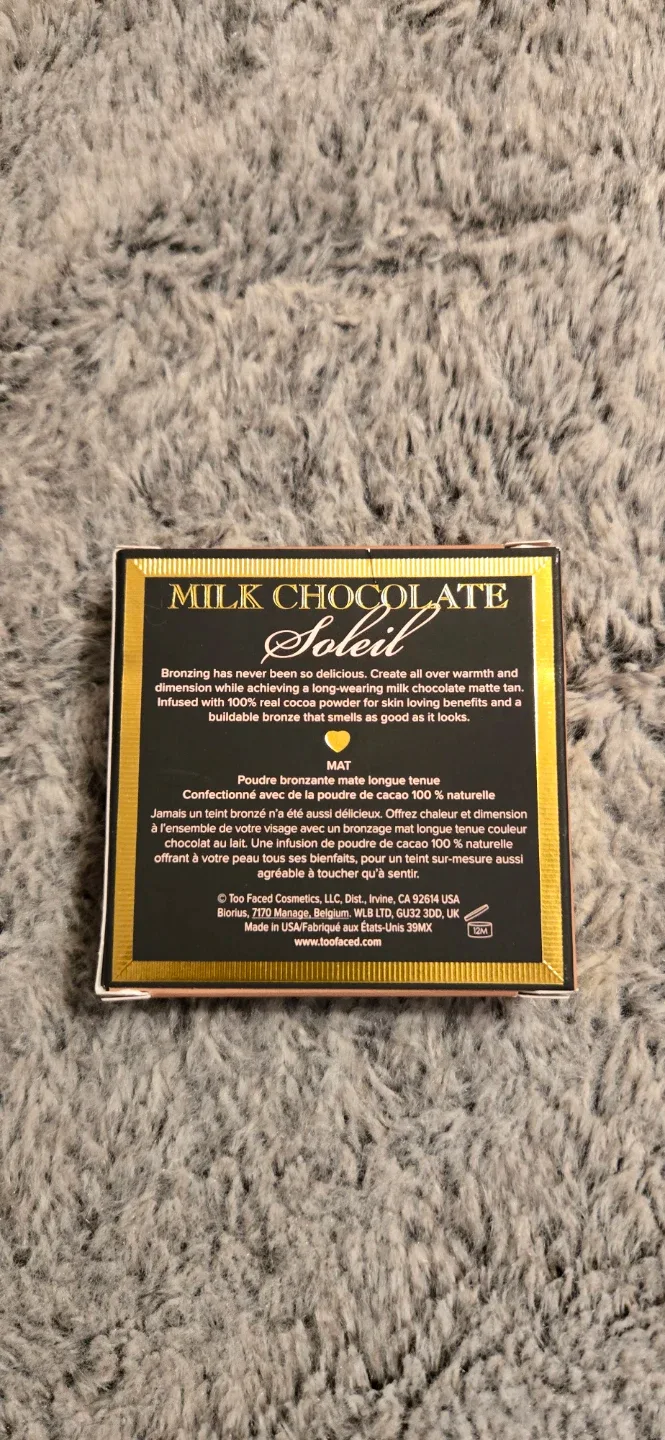 MILK CHOCOLATE
Soleil
Bronzing has never been so delicious. Create all over warmth and
dimension while achieving a long-wearing milk chocolate matte tan.
Infused with 100% real cocoa powder for skin loving benefits and a
buildable bronze that smells as good as it looks.
MAT
Poudre bronzante mate longue tenue
Confectionné avec de la poudre de cacao 100 % naturelle
Jamais un teint bronzé n'a été aussi délicieux. Offrez chaleur et dimension
à l'ensemble de votre visage avec un bronzage mat longue tenue couleur
chocolat au lait. Une infusion de poudre de cacao 100 % naturelle
offrant à votre peau tous ses bienfaits, pour un teint sur-mesure aussi
agréable à toucher qu'à sentir.
© Too Faced Cosmetics, LLC, Dist., Irvine, CA 92614 USA
Biorius, 7170 Manage, Belgium. WLB LTD, GU32 3DD, UK
Made in USA/Fabriqué aux États-Unis 39MX
www.toofaced.com
12M